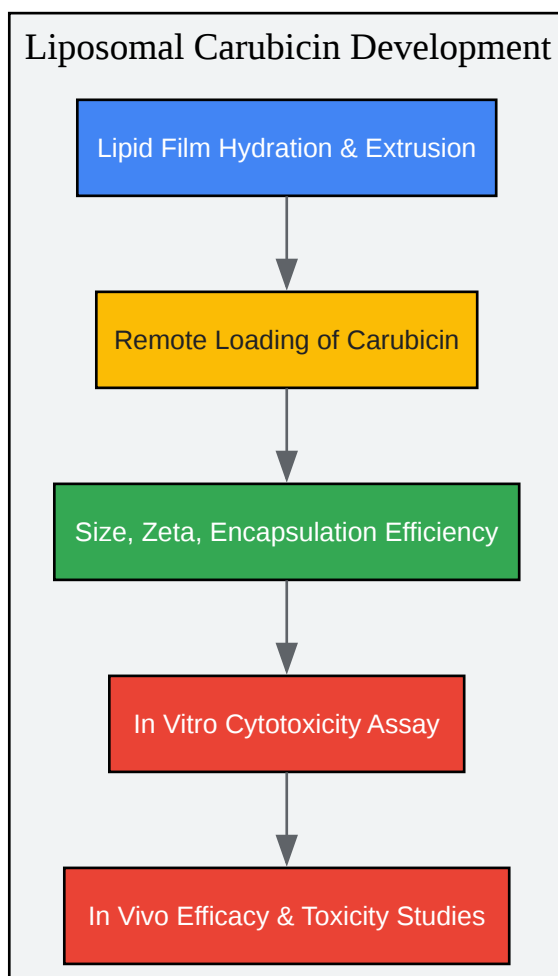 Liposomal Carubicin Development
Lipid Film Hydration & Extrusion
Remote Loading of Carubicin
Size, Zeta, Encapsulation Efficiency
In Vitro Cytotoxicity Assay
In Vivo Efficacy & Toxicity Studies